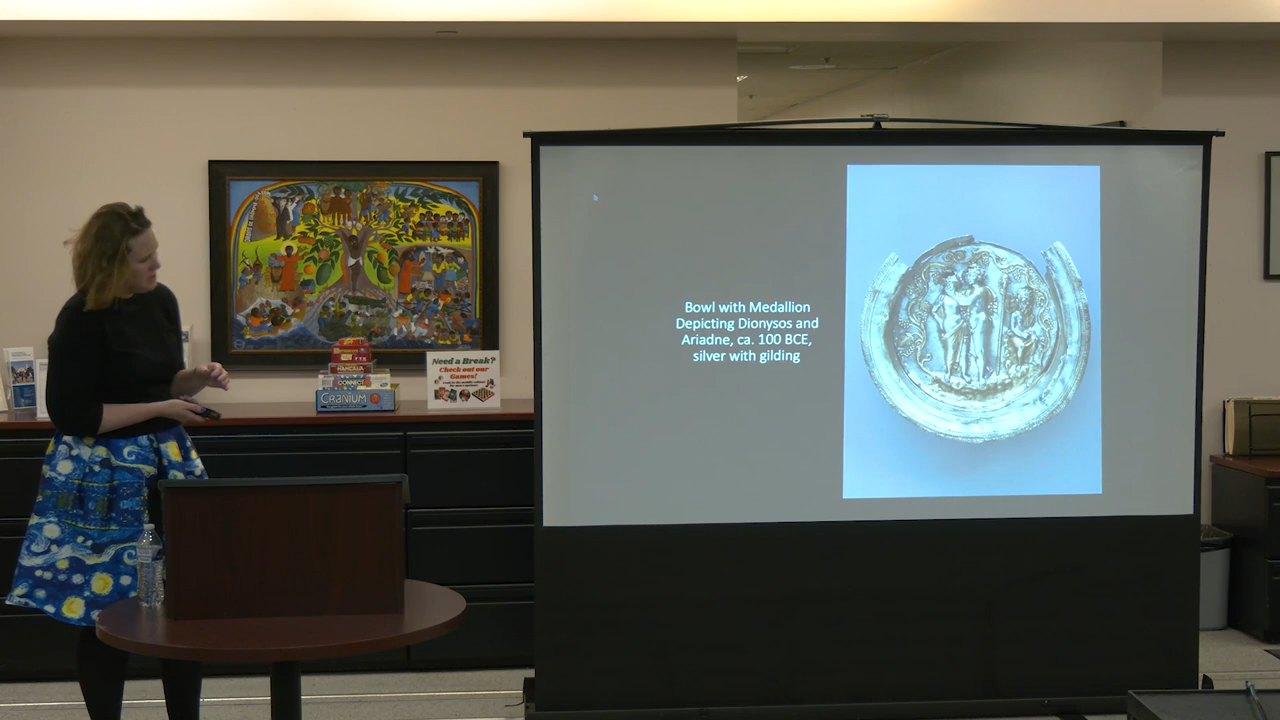 Bowl with Medallion
Depicting Dionysos and
Ariadne, ca. 100 BCE,
silver with gilding
Need a Break?
Check out our
Games!
MANCALA
CONNECT
CRANIUM